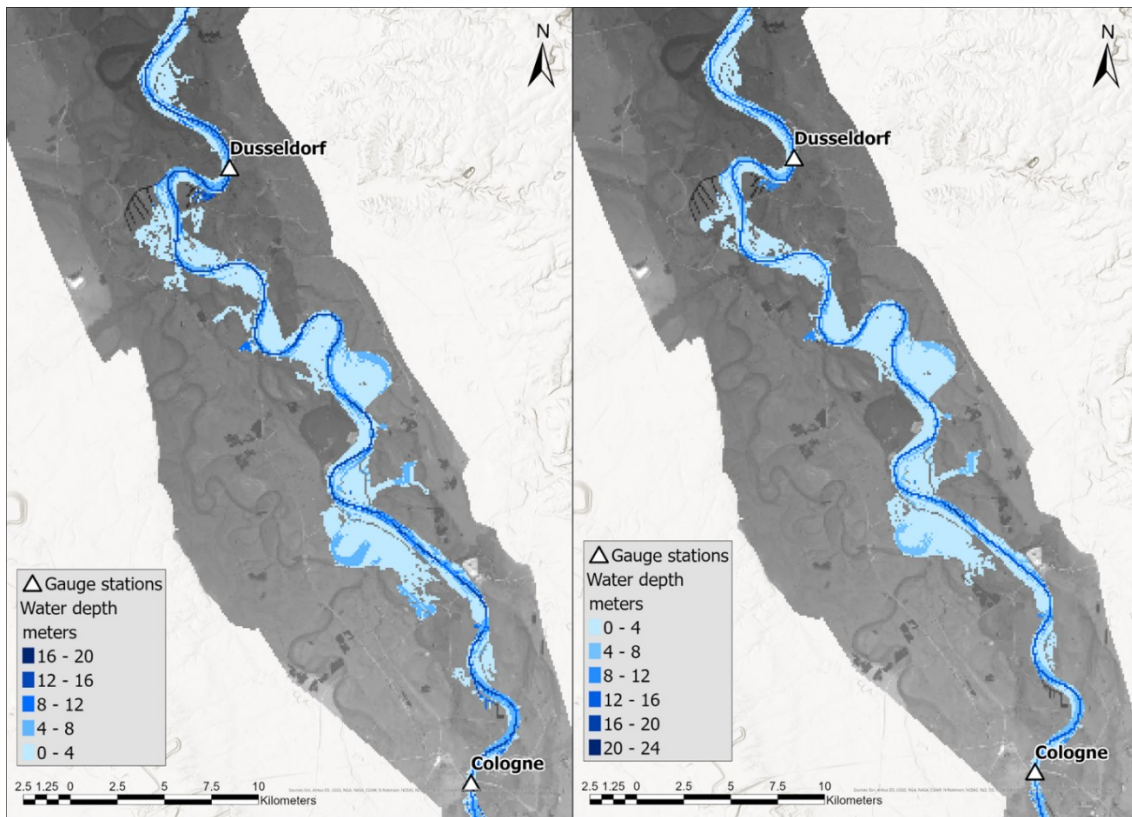 N
Dusseldorf
Gauge stations
Water depth
meters
16 - 20
12 - 16
8 - 12
4 - 8
0 - 4
Cologne
2.5 1.25 0 2.5 5 7.5 10
Kilometers
N
Dusseldorf
Gauge stations
Water depth
meters
0 - 4
4 - 8
8 - 12
12 - 16
16 - 20
20 - 24
Cologne
2.5 1.25 0 2.5 5 7.5 10
Kilometers